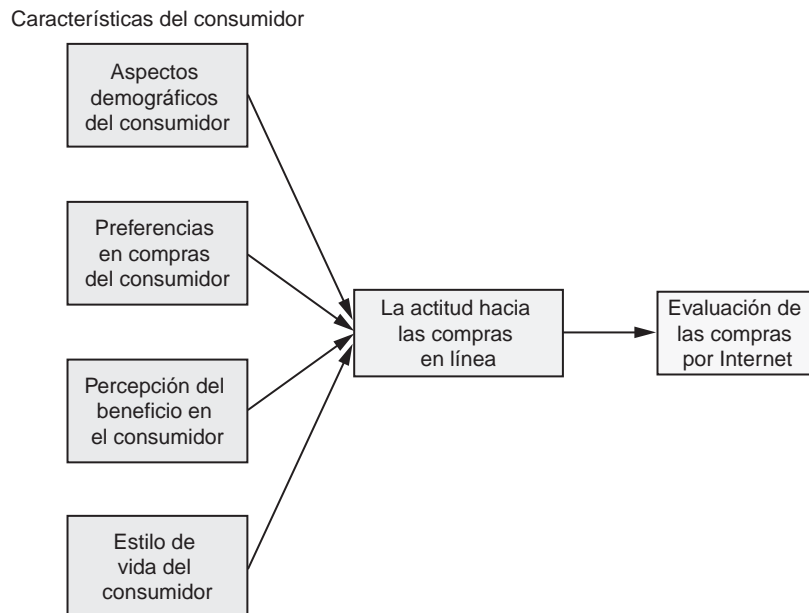 Características del consumidor
Aspectos
demográficos
del consumidor
Preferencias
en compras
del consumidor
Percepción del
beneficio en
el consumidor
Estilo de
vida del
consumidor
La actitud hacia
las compras
en línea
Evaluación de
las compras
por Internet